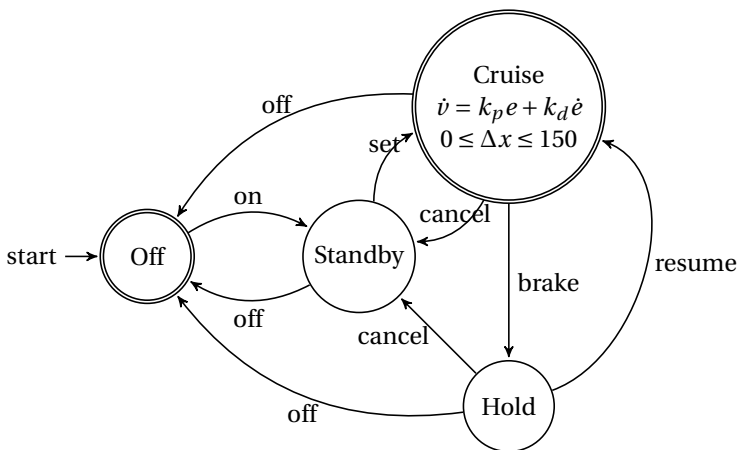 Cruise
v̇ = k_p e + k_d ė
0 ≤ Δx ≤ 150
off
set
on
cancel
start
Off
Standby
resume
brake
off
cancel
Hold
off